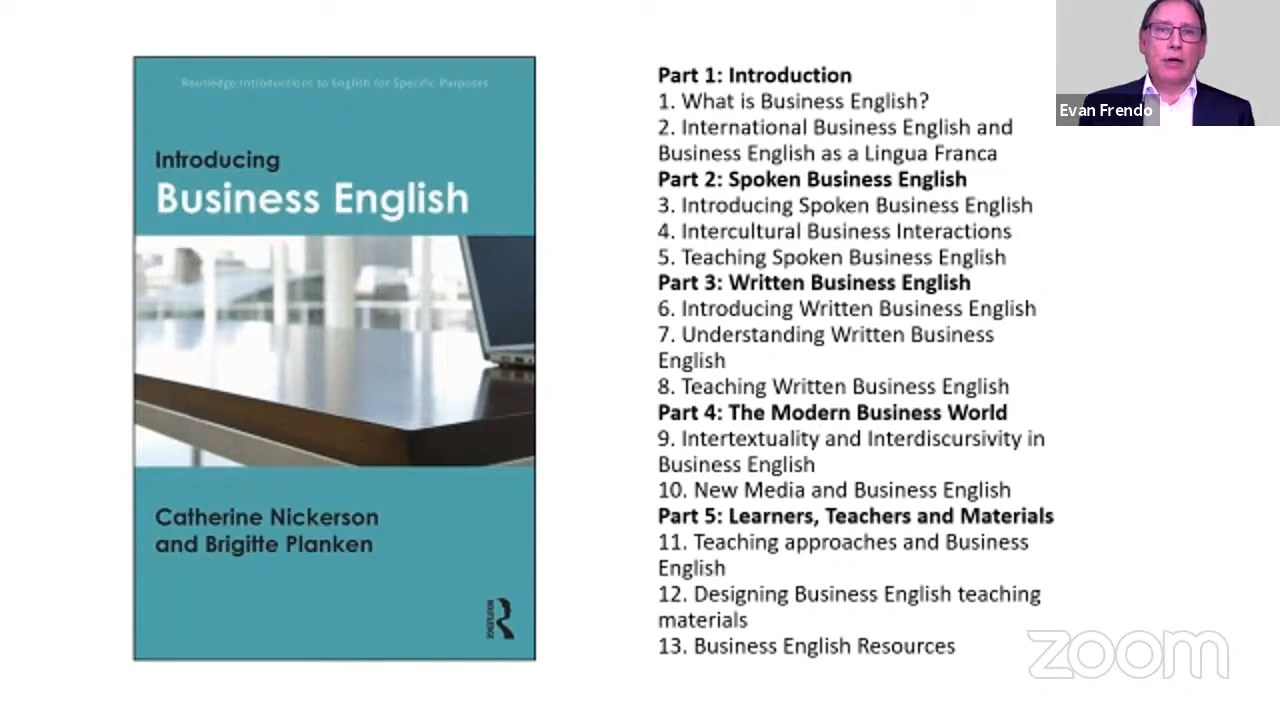 Routledge Introductions to English for Specific Purposes
Introducing
Business English
Catherine Nickerson
and Brigitte Planken
ROUTLEDGE
Part 1: Introduction
1. What is Business English?
2. International Business English and
Business English as a Lingua Franca
Part 2: Spoken Business English
3. Introducing Spoken Business English
4. Intercultural Business Interactions
5. Teaching Spoken Business English
Part 3: Written Business English
6. Introducing Written Business English
7. Understanding Written Business
English
8. Teaching Written Business English
Part 4: The Modern Business World
9. Intertextuality and Interdiscursivity in
Business English
10. New Media and Business English
Part 5: Learners, Teachers and Materials
11. Teaching approaches and Business
English
12. Designing Business English teaching
materials
13. Business English Resources
Evan Frendo
zoom